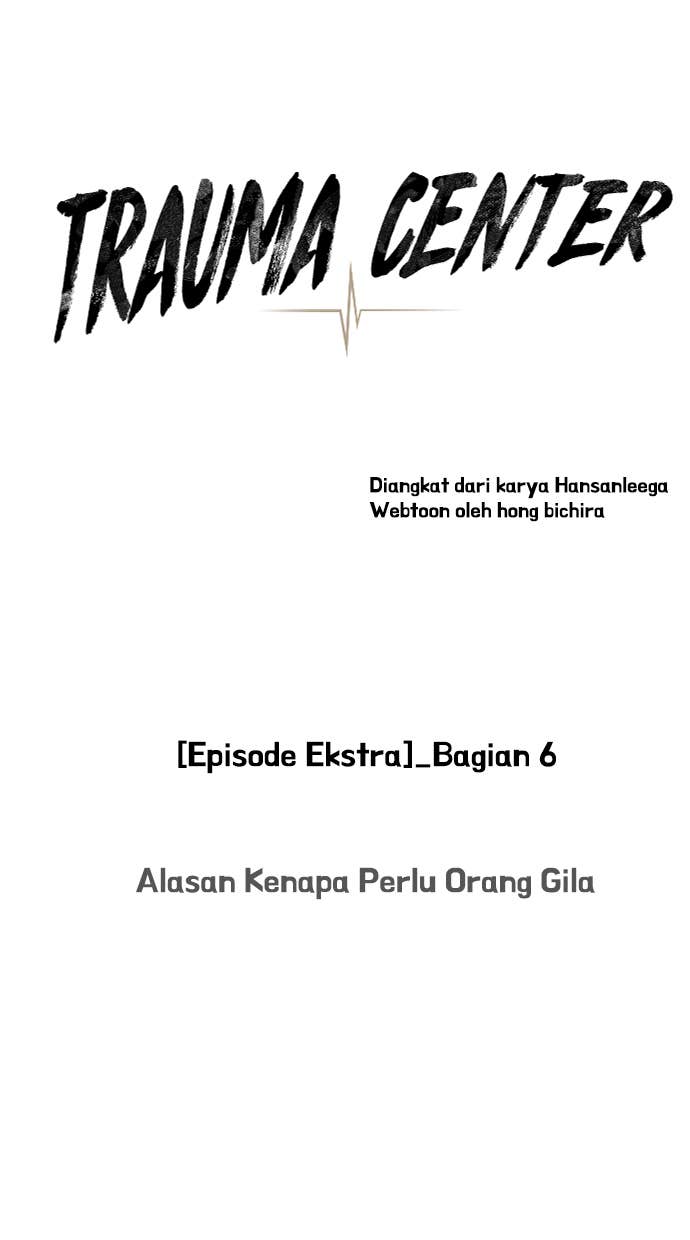 TRAUMA CENTER
Diangkat dari karya Hansanleega
Webtoon oleh hong bichira
[Episode Ekstra]_Bagian 6
Alasan Kenapa Perlu Orang Gila